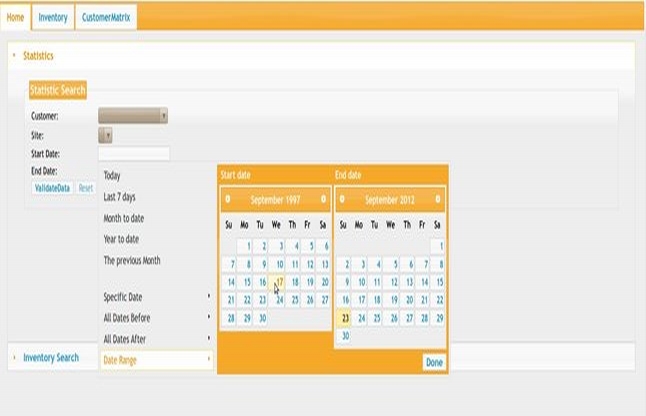 Home Inventory CustomerMatrix
Statistics
Statistic Search
Customer:
Site:
Start Date:
End Date:
ValidateData Reset
Today
Last 7 days
Month to date
Year to date
The previous Month
Specific Date
All Dates Before
All Dates After
Date Range
Start date
September 1997
Su Mo Tu We Th Fr Sa
1 2 3 4 5 6
7 8 9 10 11 12 13
14 15 16 17 18 19 20
21 22 23 24 25 26 27
28 29 30
End date
September 2012
Su Mo Tu We Th Fr Sa
1
2 3 4 5 6 7 8
9 10 11 12 13 14 15
16 17 18 19 20 21 22
23 24 25 26 27 28 29
30
Done
Inventory Search